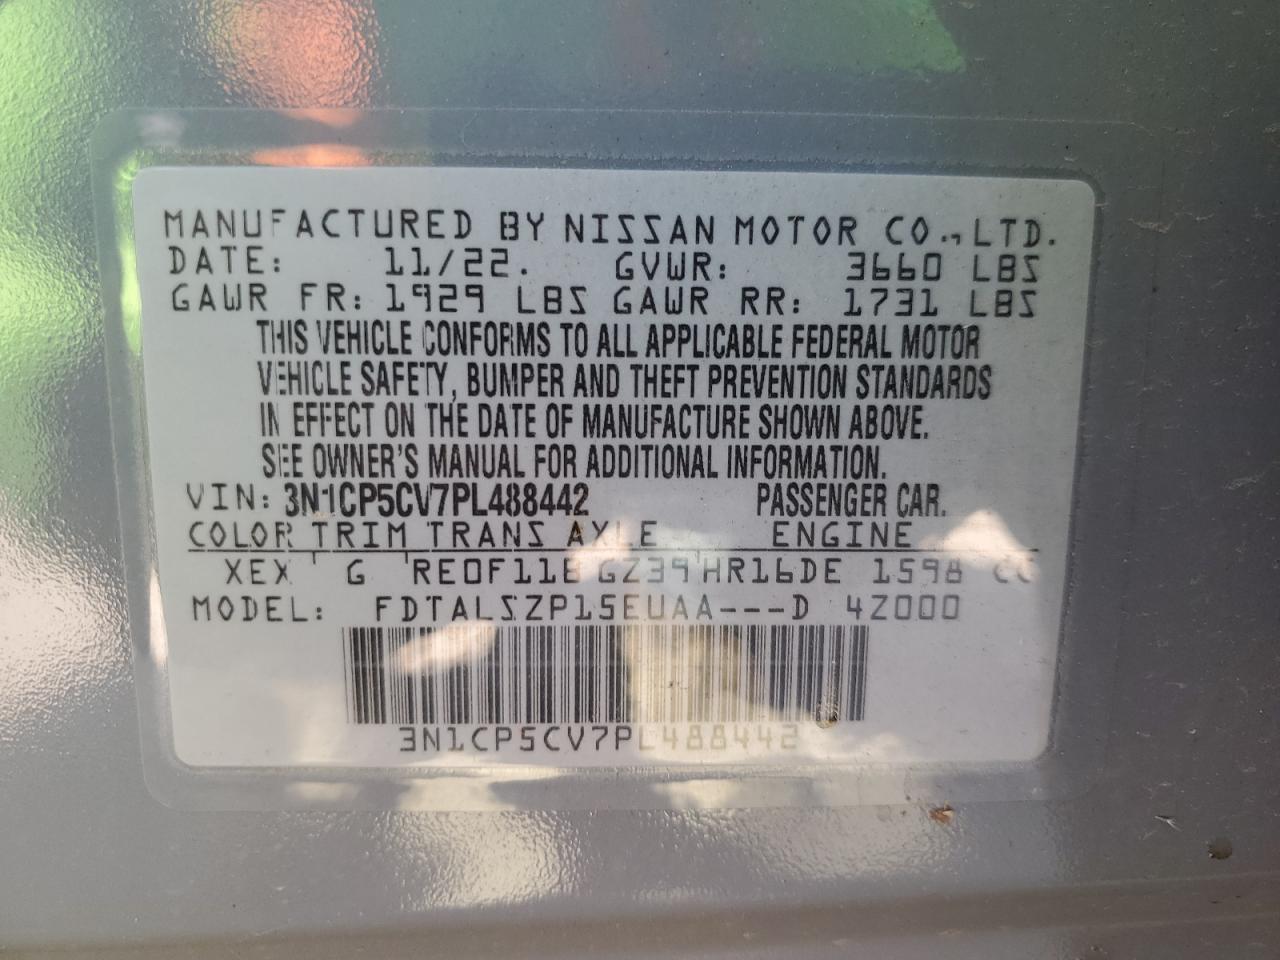 MANUFACTURED BY NISSAN MOTOR CO., LTD.
DATE: 11/22. GVWR: 3660 LBS
GAWR FR: 1929 LBS GAWR RR: 1731 LBS
THIS VEHICLE CONFORMS TO ALL APPLICABLE FEDERAL MOTOR
VEHICLE SAFETY, BUMPER AND THEFT PREVENTION STANDARDS
IN EFFECT ON THE DATE OF MANUFACTURE SHOWN ABOVE.
SEE OWNER'S MANUAL FOR ADDITIONAL INFORMATION.
VIN: 3N1CP5CV7PL488442 PASSENGER CAR.
COLOR TRIM TRANS AXLE ENGINE
XEX G RE0F11B GZ39 HR16DE 1598 CC
MODEL: FDTALSZP15EUAA---D 4Z000
3N1CP5CV7PL488442